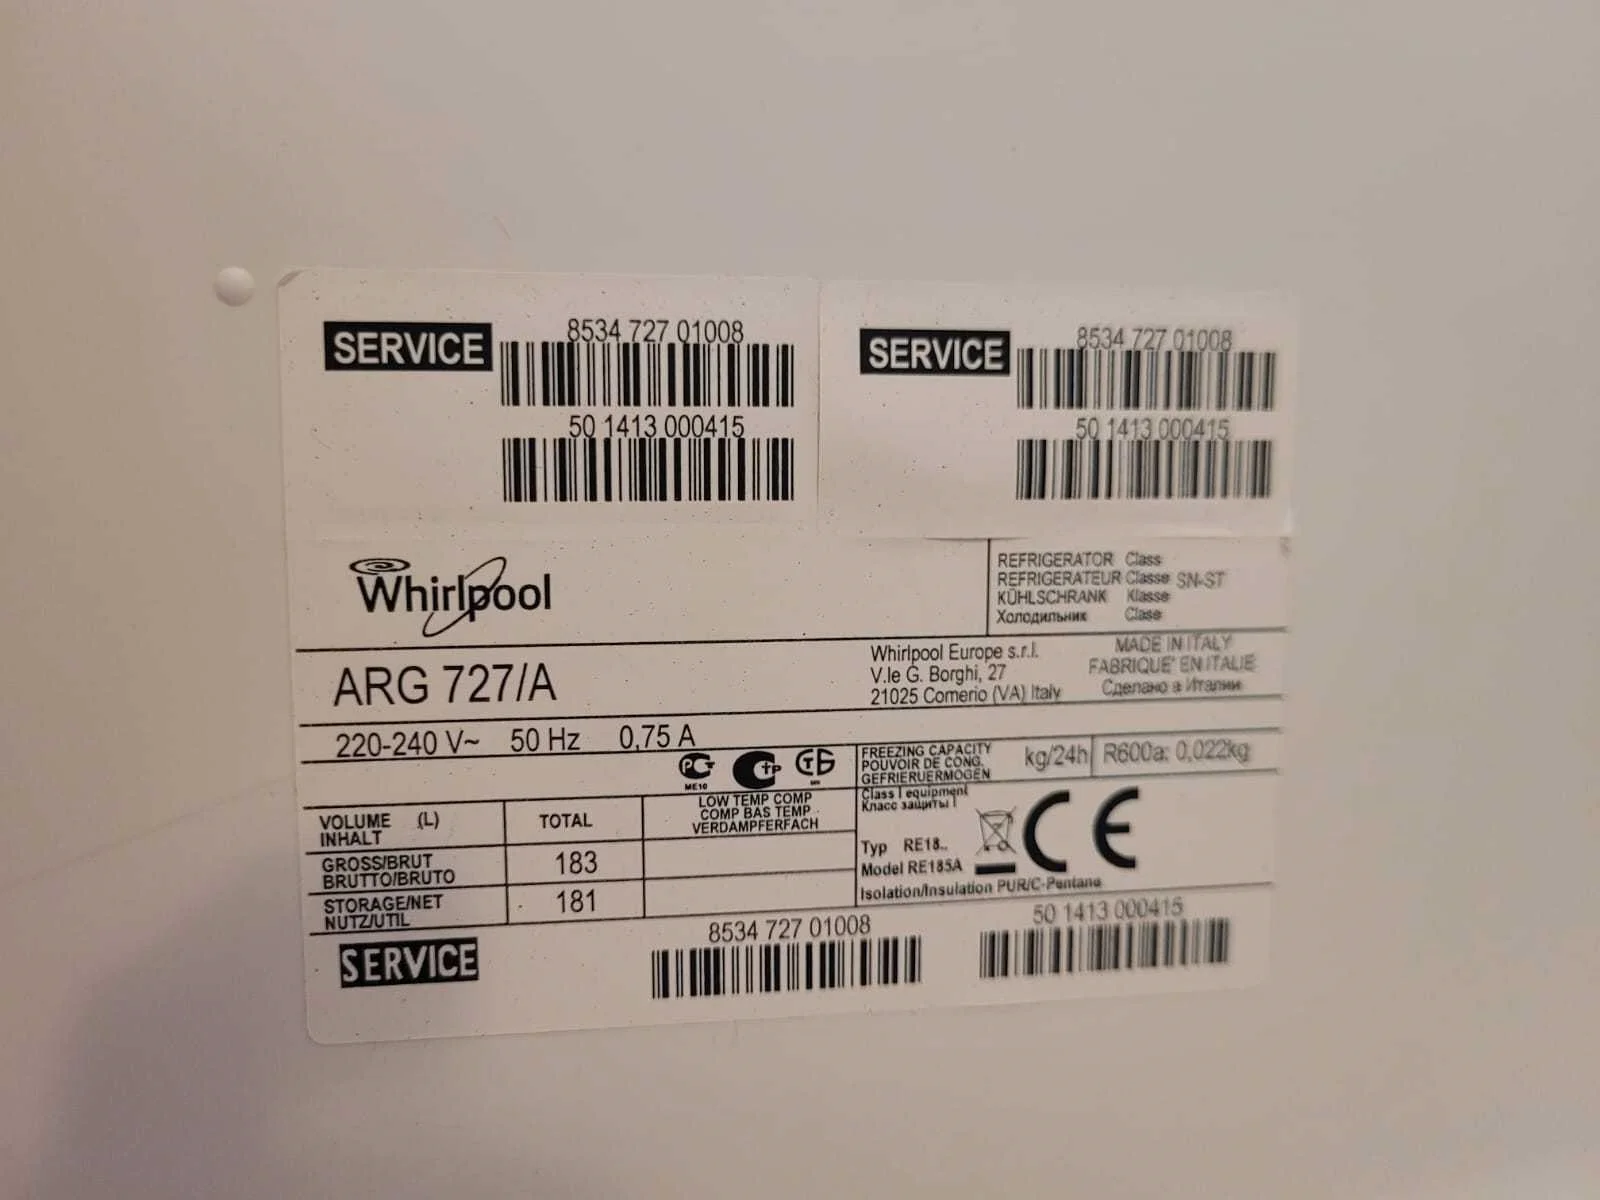 SERVICE
8534 727 01008
50 1413 000415
SERVICE
8534 727 01008
50 1413 000415
Whirlpool
REFRIGERATOR Class
REFRIGERATEUR Classe SN-ST
KÜHLSCHRANK Klasse
Холодильник Clase
ARG 727/A
Whirlpool Europe s.r.l.
V.le G. Borghi, 27
21025 Comerio (VA) Italy
MADE IN ITALY
FABRIQUE' EN ITALIE
Сделано в Италии
220-240 V~ 50 Hz 0,75 A
PCT
ME10
TP
FREEZING CAPACITY
POUVOIR DE CONG.
GEFRIERUERMOGEN
kg/24h
R600a: 0,022kg
VOLUME (L)
INHALT
TOTAL
LOW TEMP COMP
COMP BAS TEMP
VERDAMPFERFACH
GROSS/BRUT
BRUTTO/BRUTO
183
STORAGE/NET
NUTZ/UTIL
181
Class I equipment
Класс защиты I
Typ RE18..
Model RE185A
CE
Isolation/Insulation PUR/C-Pentane
SERVICE
8534 727 01008
50 1413 000415